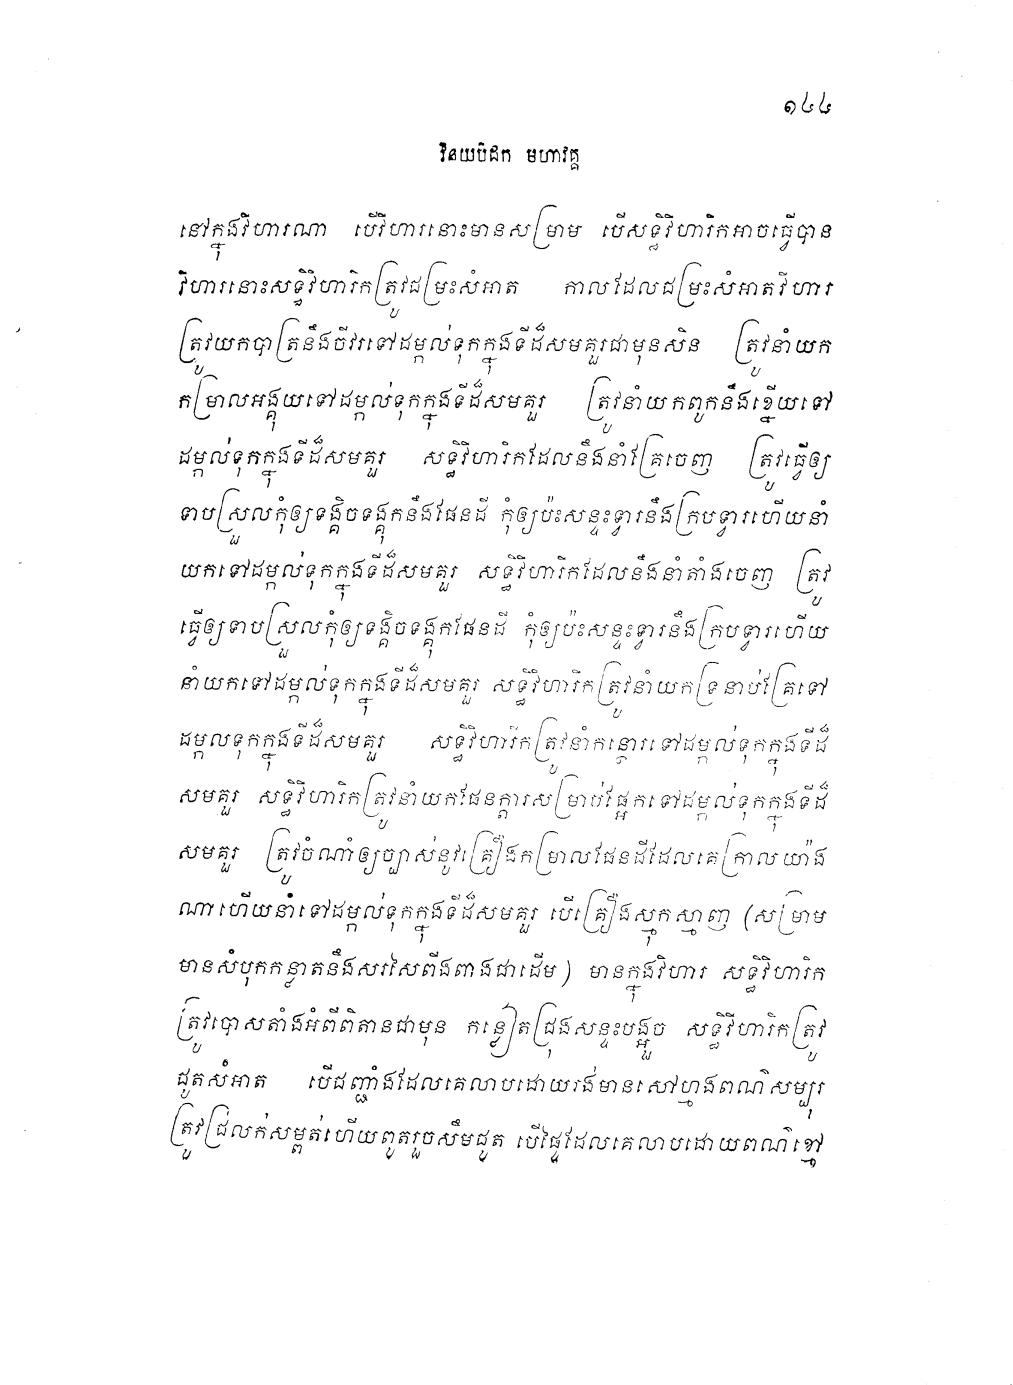 ១៤៤
វិនយបិដក មហាវគ្គ
នៅក្នុងវិហារណា បើវិហារនោះមានសម្រាម បើសទ្ធិវិហារិកអាចធ្វើបាន
វិហារនោះសទ្ធិវិហារិកត្រូវជម្រះសំអាត កាលដែលជម្រះសំអាតវិហារ
ត្រូវយកបាត្រនឹងចីវរទៅដម្កល់ទុកក្នុងទីដ៏សមគួរជាមុនសិន ត្រូវនាំយក
កម្រាលអង្គុយទៅដម្កល់ទុកក្នុងទីដ៏សមគួរ ត្រូវនាំយកពូកនឹងខ្នើយទៅ
ដម្កល់ទុកក្នុងទីដ៏សមគួរ សទ្ធិវិហារិកដែលនឹងនាំគ្រែចេញ ត្រូវធ្វើឲ្យ
ទាបស្រួលកុំឲ្យទង្គិចទង្គុកនឹងផែនដី កុំឲ្យប៉ះសន្ទះទ្វារនឹងក្របទ្វារហើយនាំ
យកទៅដម្កល់ទុកក្នុងទីដ៏សមគួរ សទ្ធិវិហារិកដែលនឹងនាំតាំងចេញ ត្រូវ
ធ្វើឲ្យទាបស្រួលកុំឲ្យទង្គិចទង្គុកផែនដី កុំឲ្យប៉ះសន្ទះទ្វារនឹងក្របទ្វារហើយ
នាំយកទៅដម្កល់ទុកក្នុងទីដ៏សមគួរ សទ្ធិវិហារិកត្រូវនាំយកទ្រនាប់គ្រែទៅ
ដម្កលទុកក្នុងទីដ៏សមគួរ សទ្ធិវិហារិកត្រូវនាំកន្ថោរទៅដម្កល់ទុកក្នុងទីដ៏
សមគួរ សទ្ធិវិហារិកត្រូវនាំយកផែនក្តារសម្រាប់ផ្អែកទៅដម្កល់ទុកក្នុងទីដ៏
សមគួរ ត្រូវចំណាំឲ្យច្បាស់នូវគ្រឿងកម្រាលផែនដីដែលគេក្រាលយ៉ាង
ណាហើយនាំទៅដម្កល់ទុកក្នុងទីដ៏សមគួរ បើគ្រឿងស្មុកស្មាញ (សម្រាម
មានសំបុកកន្លាតនឹងសរសៃពីងពាងជាដើម) មានក្នុងវិហារ សទ្ធិវិហារិក
ត្រូវបោសតាំងអំពីពិតានជាមុន កន្លៀតជ្រុងសន្ទះបង្អួច សទ្ធិវិហារិកត្រូវ
ជូតសំអាត បើជញ្ជាំងដែលគេលាបដោយរង់មានសៅហ្មងពណ៌សម្បុរ
ត្រូវជ្រលក់សម្ពត់ហើយពូតរួចសឹមជូត បើផ្ទៃដែលគេលាបដោយពណ៌ខ្មៅ